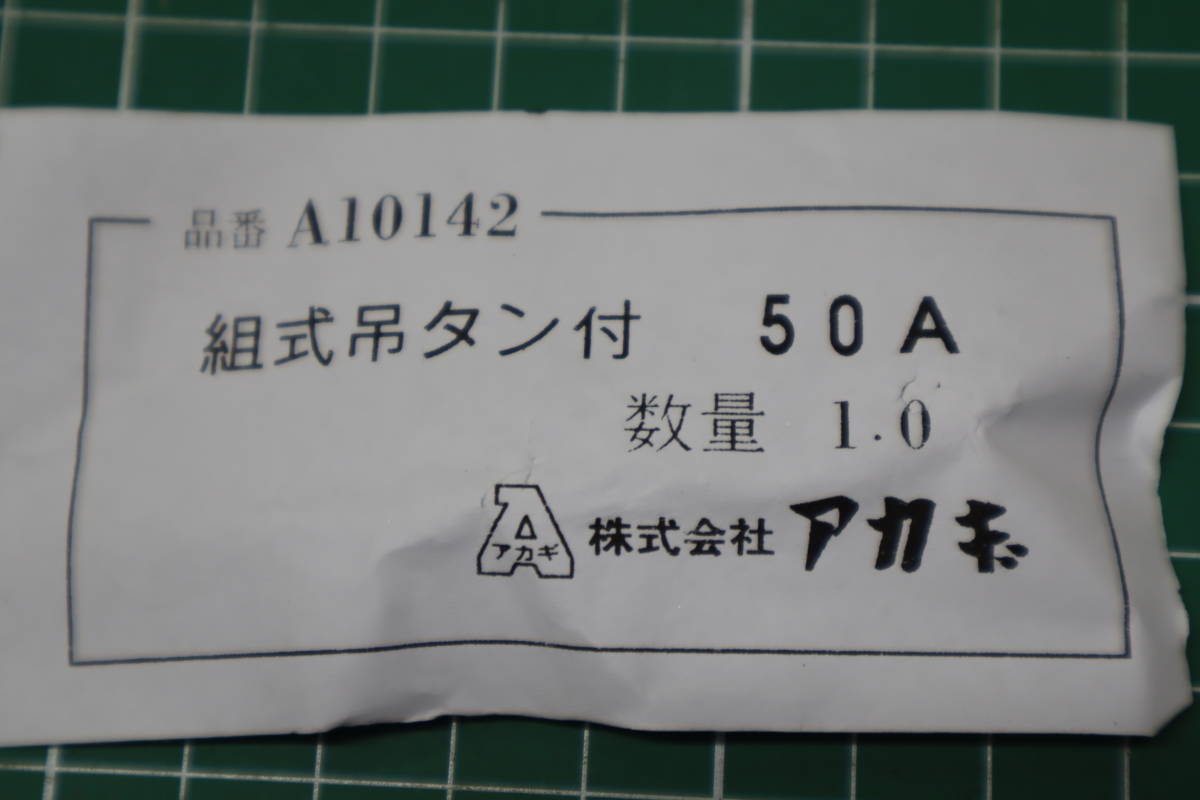 品番 A10142
組式吊タン付 50A
数量 1.0
アカギ 株式会社 アカギ